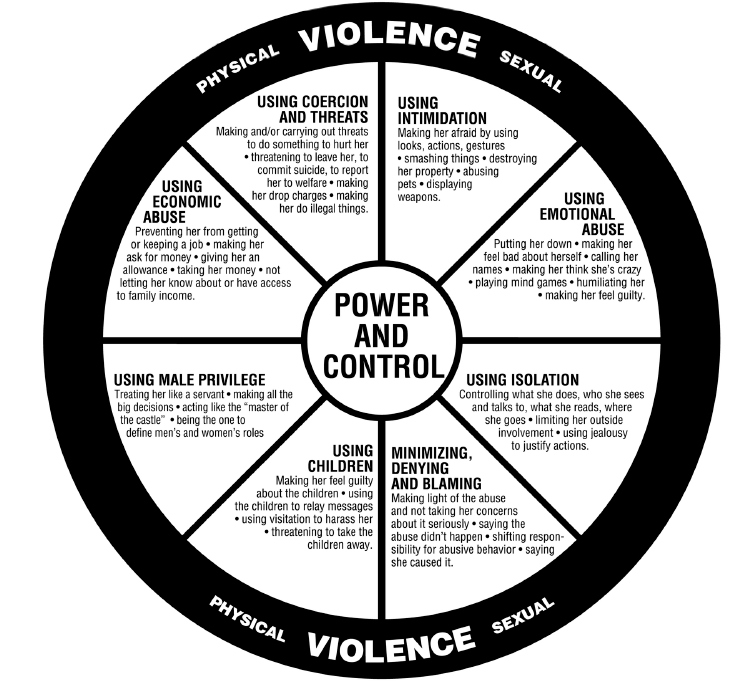 PHYSICAL VIOLENCE SEXUAL
USING COERCION
AND THREATS
Making and/or carrying out threats
to do something to hurt her
• threatening to leave her, to
commit suicide, to report
her to welfare • making
her drop charges • making
her do illegal things.
USING
INTIMIDATION
Making her afraid by using
looks, actions, gestures
• smashing things • destroying
her property • abusing
pets • displaying
weapons.
USING
ECONOMIC
ABUSE
Preventing her from getting
or keeping a job • making her
ask for money • giving her an
allowance • taking her money • not
letting her know about or have access
to family income.
USING
EMOTIONAL
ABUSE
Putting her down • making her
feel bad about herself • calling her
names • making her think she's crazy
• playing mind games • humiliating her
• making her feel guilty.
POWER
AND
CONTROL
USING MALE PRIVILEGE
Treating her like a servant • making all the
big decisions • acting like the "master of
the castle" • being the one to
define men's and women's roles
USING ISOLATION
Controlling what she does, who she sees
and talks to, what she reads, where
she goes • limiting her outside
involvement • using jealousy
to justify actions.
USING
CHILDREN
Making her feel guilty
about the children • using
the children to relay messages
• using visitation to harass her
• threatening to take the
children away.
MINIMIZING,
DENYING
AND BLAMING
Making light of the abuse
and not taking her concerns
about it seriously • saying the
abuse didn't happen • shifting respon-
sibility for abusive behavior • saying
she caused it.
PHYSICAL VIOLENCE SEXUAL